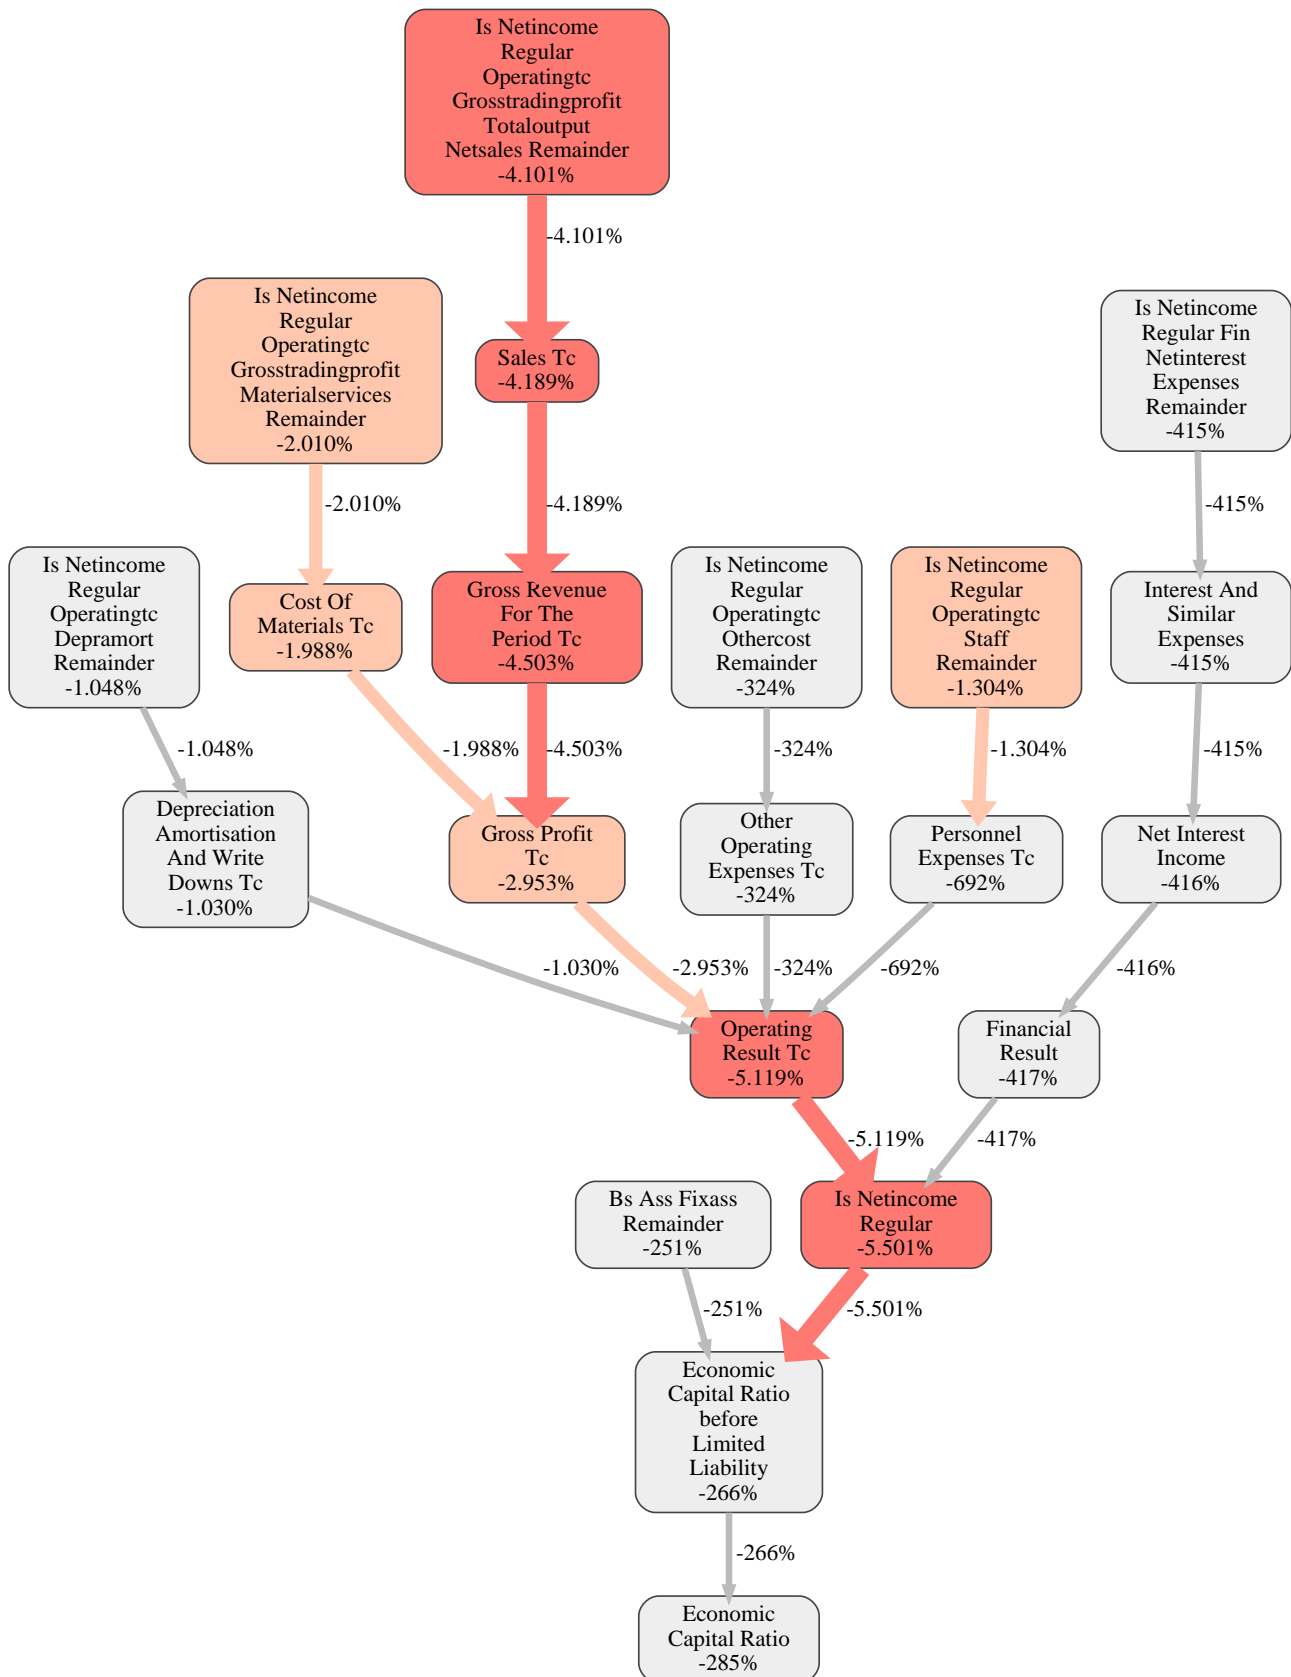 Is Netincome
Regular
Operatingtc
Grosstradingprofit
Totaloutput
Netsales Remainder
-4.101%
-4.101%
Is Netincome
Regular
Operatingtc
Grosstradingprofit
Materialservices
Remainder
-2.010%
Sales Tc
-4.189%
Is Netincome
Regular Fin
Netinterest
Expenses
Remainder
-415%
-2.010%
-4.189%
-415%
Is Netincome
Regular
Operatingtc
Depramort
Remainder
-1.048%
Cost Of
Materials Tc
-1.988%
Gross Revenue
For The
Period Tc
-4.503%
Is Netincome
Regular
Operatingtc
Othercost
Remainder
-324%
Is Netincome
Regular
Operatingtc
Staff
Remainder
-1.304%
Interest And
Similar
Expenses
-415%
-1.048%
-1.988%
-4.503%
-324%
-1.304%
-415%
Depreciation
Amortisation
And Write
Downs Tc
-1.030%
Gross Profit
Tc
-2.953%
Other
Operating
Expenses Tc
-324%
Personnel
Expenses Tc
-692%
Net Interest
Income
-416%
-1.030%
-2.953%
-324%
-692%
-416%
Operating
Result Tc
-5.119%
Financial
Result
-417%
-5.119%
-417%
Bs Ass Fixass
Remainder
-251%
Is Netincome
Regular
-5.501%
-251%
-5.501%
Economic
Capital Ratio
before
Limited
Liability
-266%
-266%
Economic
Capital Ratio
-285%